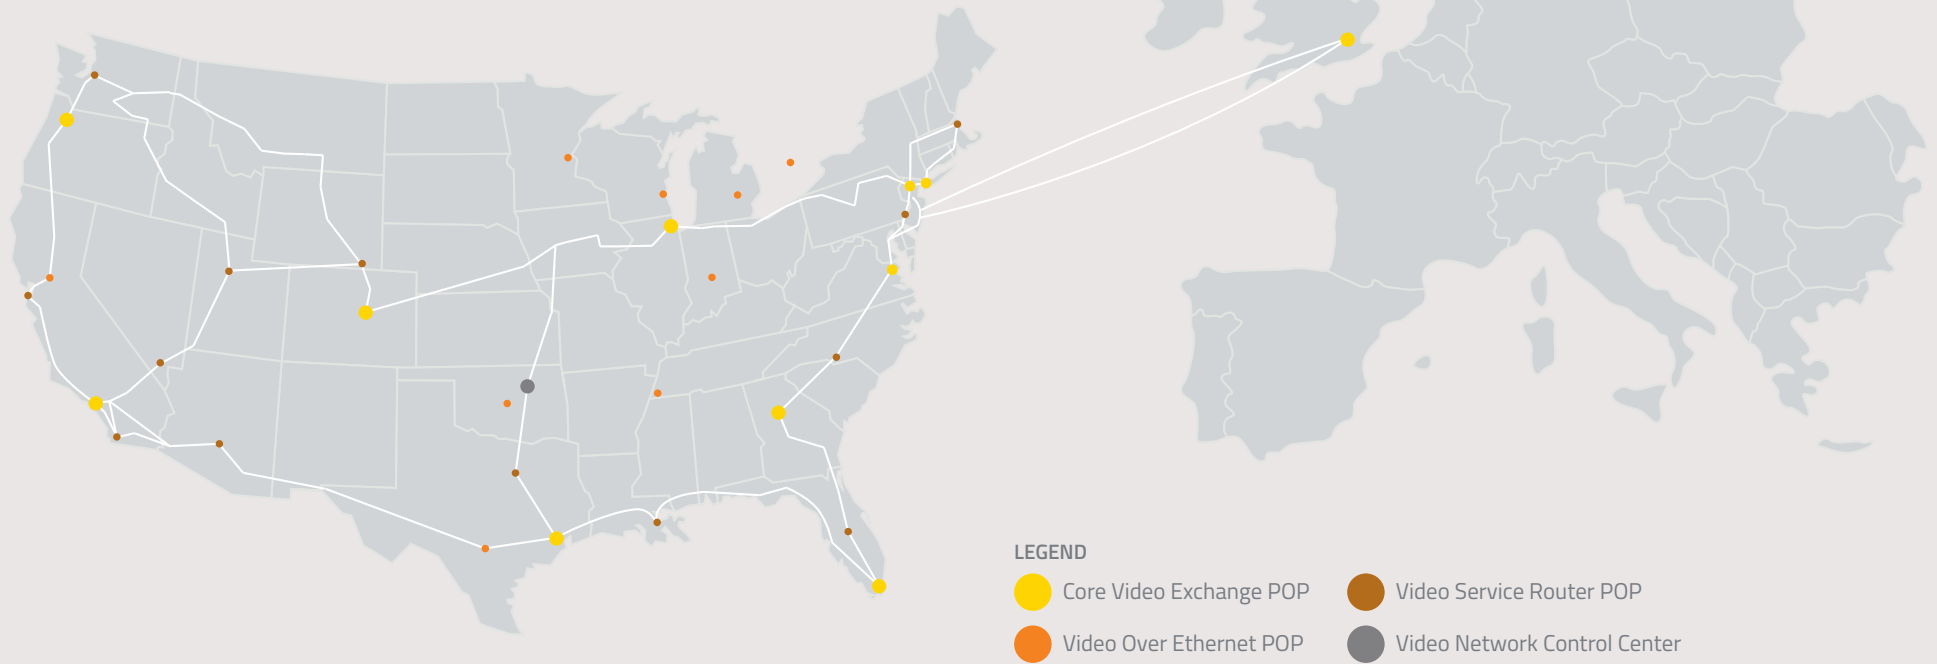 LEGEND
Core Video Exchange POP
Video Service Router POP
Video Over Ethernet POP
Video Network Control Center